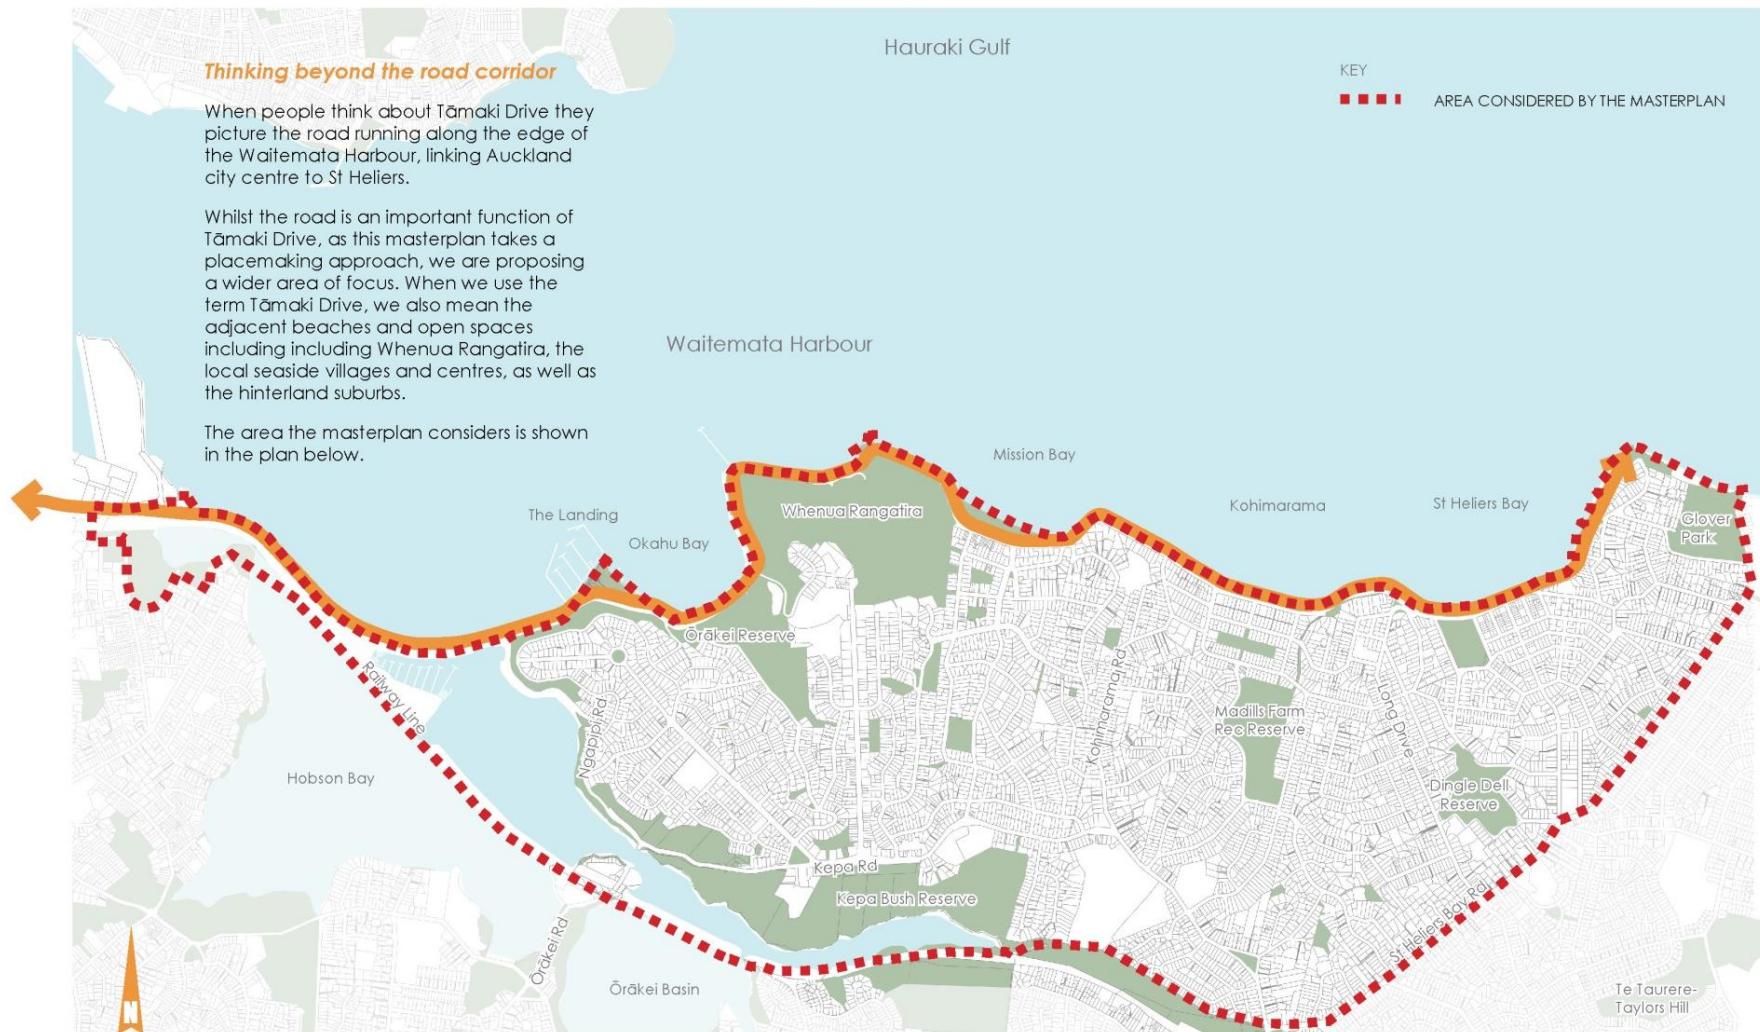 Hauraki Gulf
Thinking beyond the road corridor
When people think about Tāmaki Drive they
picture the road running along the edge of
the Waitemata Harbour, linking Auckland
city centre to St Heliers.
Whilst the road is an important function of
Tāmaki Drive, as this masterplan takes a
placemaking approach, we are proposing
a wider area of focus. When we use the
term Tāmaki Drive, we also mean the
adjacent beaches and open spaces
including including Whenua Rangatira, the
local seaside villages and centres, as well as
the hinterland suburbs.
The area the masterplan considers is shown
in the plan below.
KEY
AREA CONSIDERED BY THE MASTERPLAN
Waitemata Harbour
Mission Bay
Kohimarama
St Heliers Bay
The Landing
Okahu Bay
Whenua Rangatira
Glover
Park
Ōrākei Reserve
Railway Line
Ngapipi Rd
Kohimarama Rd
Madills Farm
Rec Reserve
Long Drive
Hobson Bay
Dingle Dell
Reserve
Kepa Rd
Kepa Bush Reserve
St Heliers Bay Rd
Ōrākei Rd
Ōrākei Basin
Te Taurere-
Taylors Hill
N